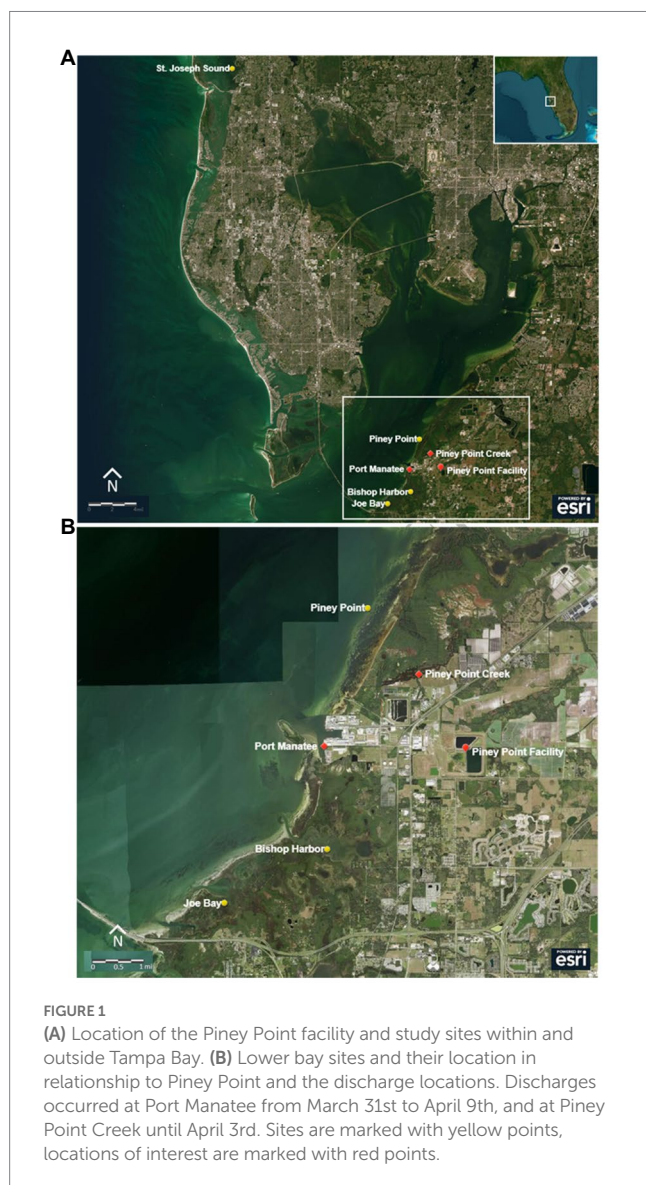 A
St. Joseph Sound
Piney Point
Piney Point Creek
Port Manatee
Piney Point Facility
Bishop Harbor
Joe Bay
N
POWERED BY
esri
B
Piney Point
Piney Point Creek
Port Manatee
Piney Point Facility
Bishop Harbor
Joe Bay
N
0 0.5 1 mi
POWERED BY
esri
FIGURE 1
(A) Location of the Piney Point facility and study sites within and
outside Tampa Bay. (B) Lower bay sites and their location in
relationship to Piney Point and the discharge locations. Discharges
occurred at Port Manatee from March 31st to April 9th, and at Piney
Point Creek until April 3rd. Sites are marked with yellow points,
locations of interest are marked with red points.